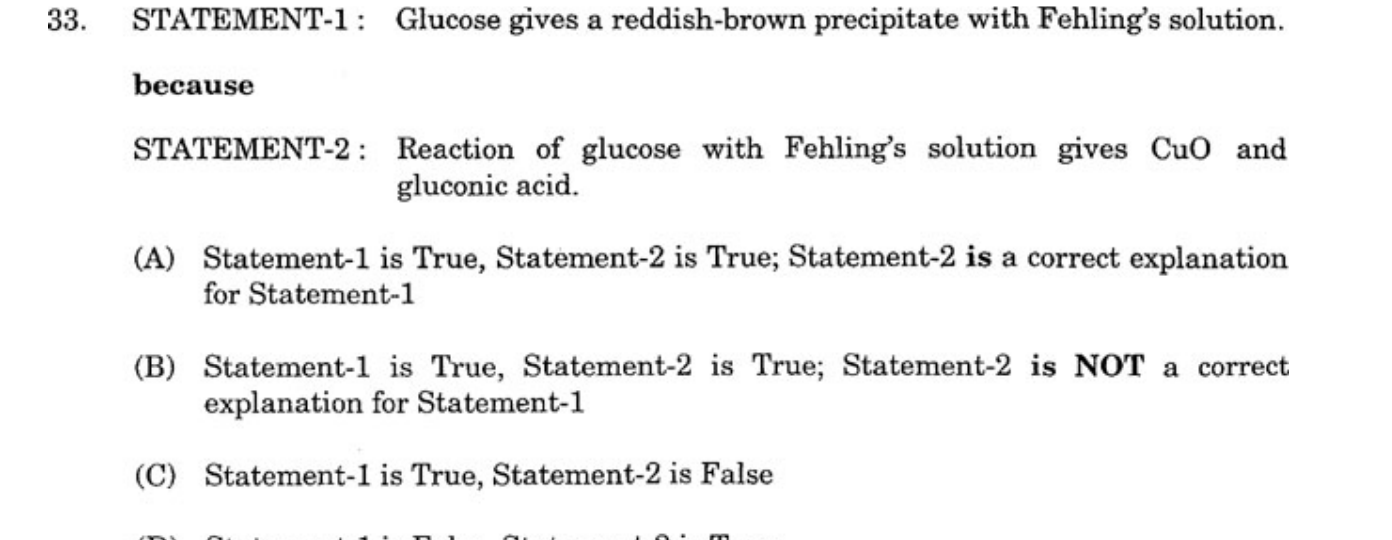 33. STATEMENT-1 : Glucose gives a reddish-brown precipitate with Fehling's solution.
because
STATEMENT-2 : Reaction of glucose with Fehling's solution gives CuO and
gluconic acid.
(A) Statement-1 is True, Statement-2 is True; Statement-2 is a correct explanation
for Statement-1
(B) Statement-1 is True, Statement-2 is True; Statement-2 is NOT a correct
explanation for Statement-1
(C) Statement-1 is True, Statement-2 is False